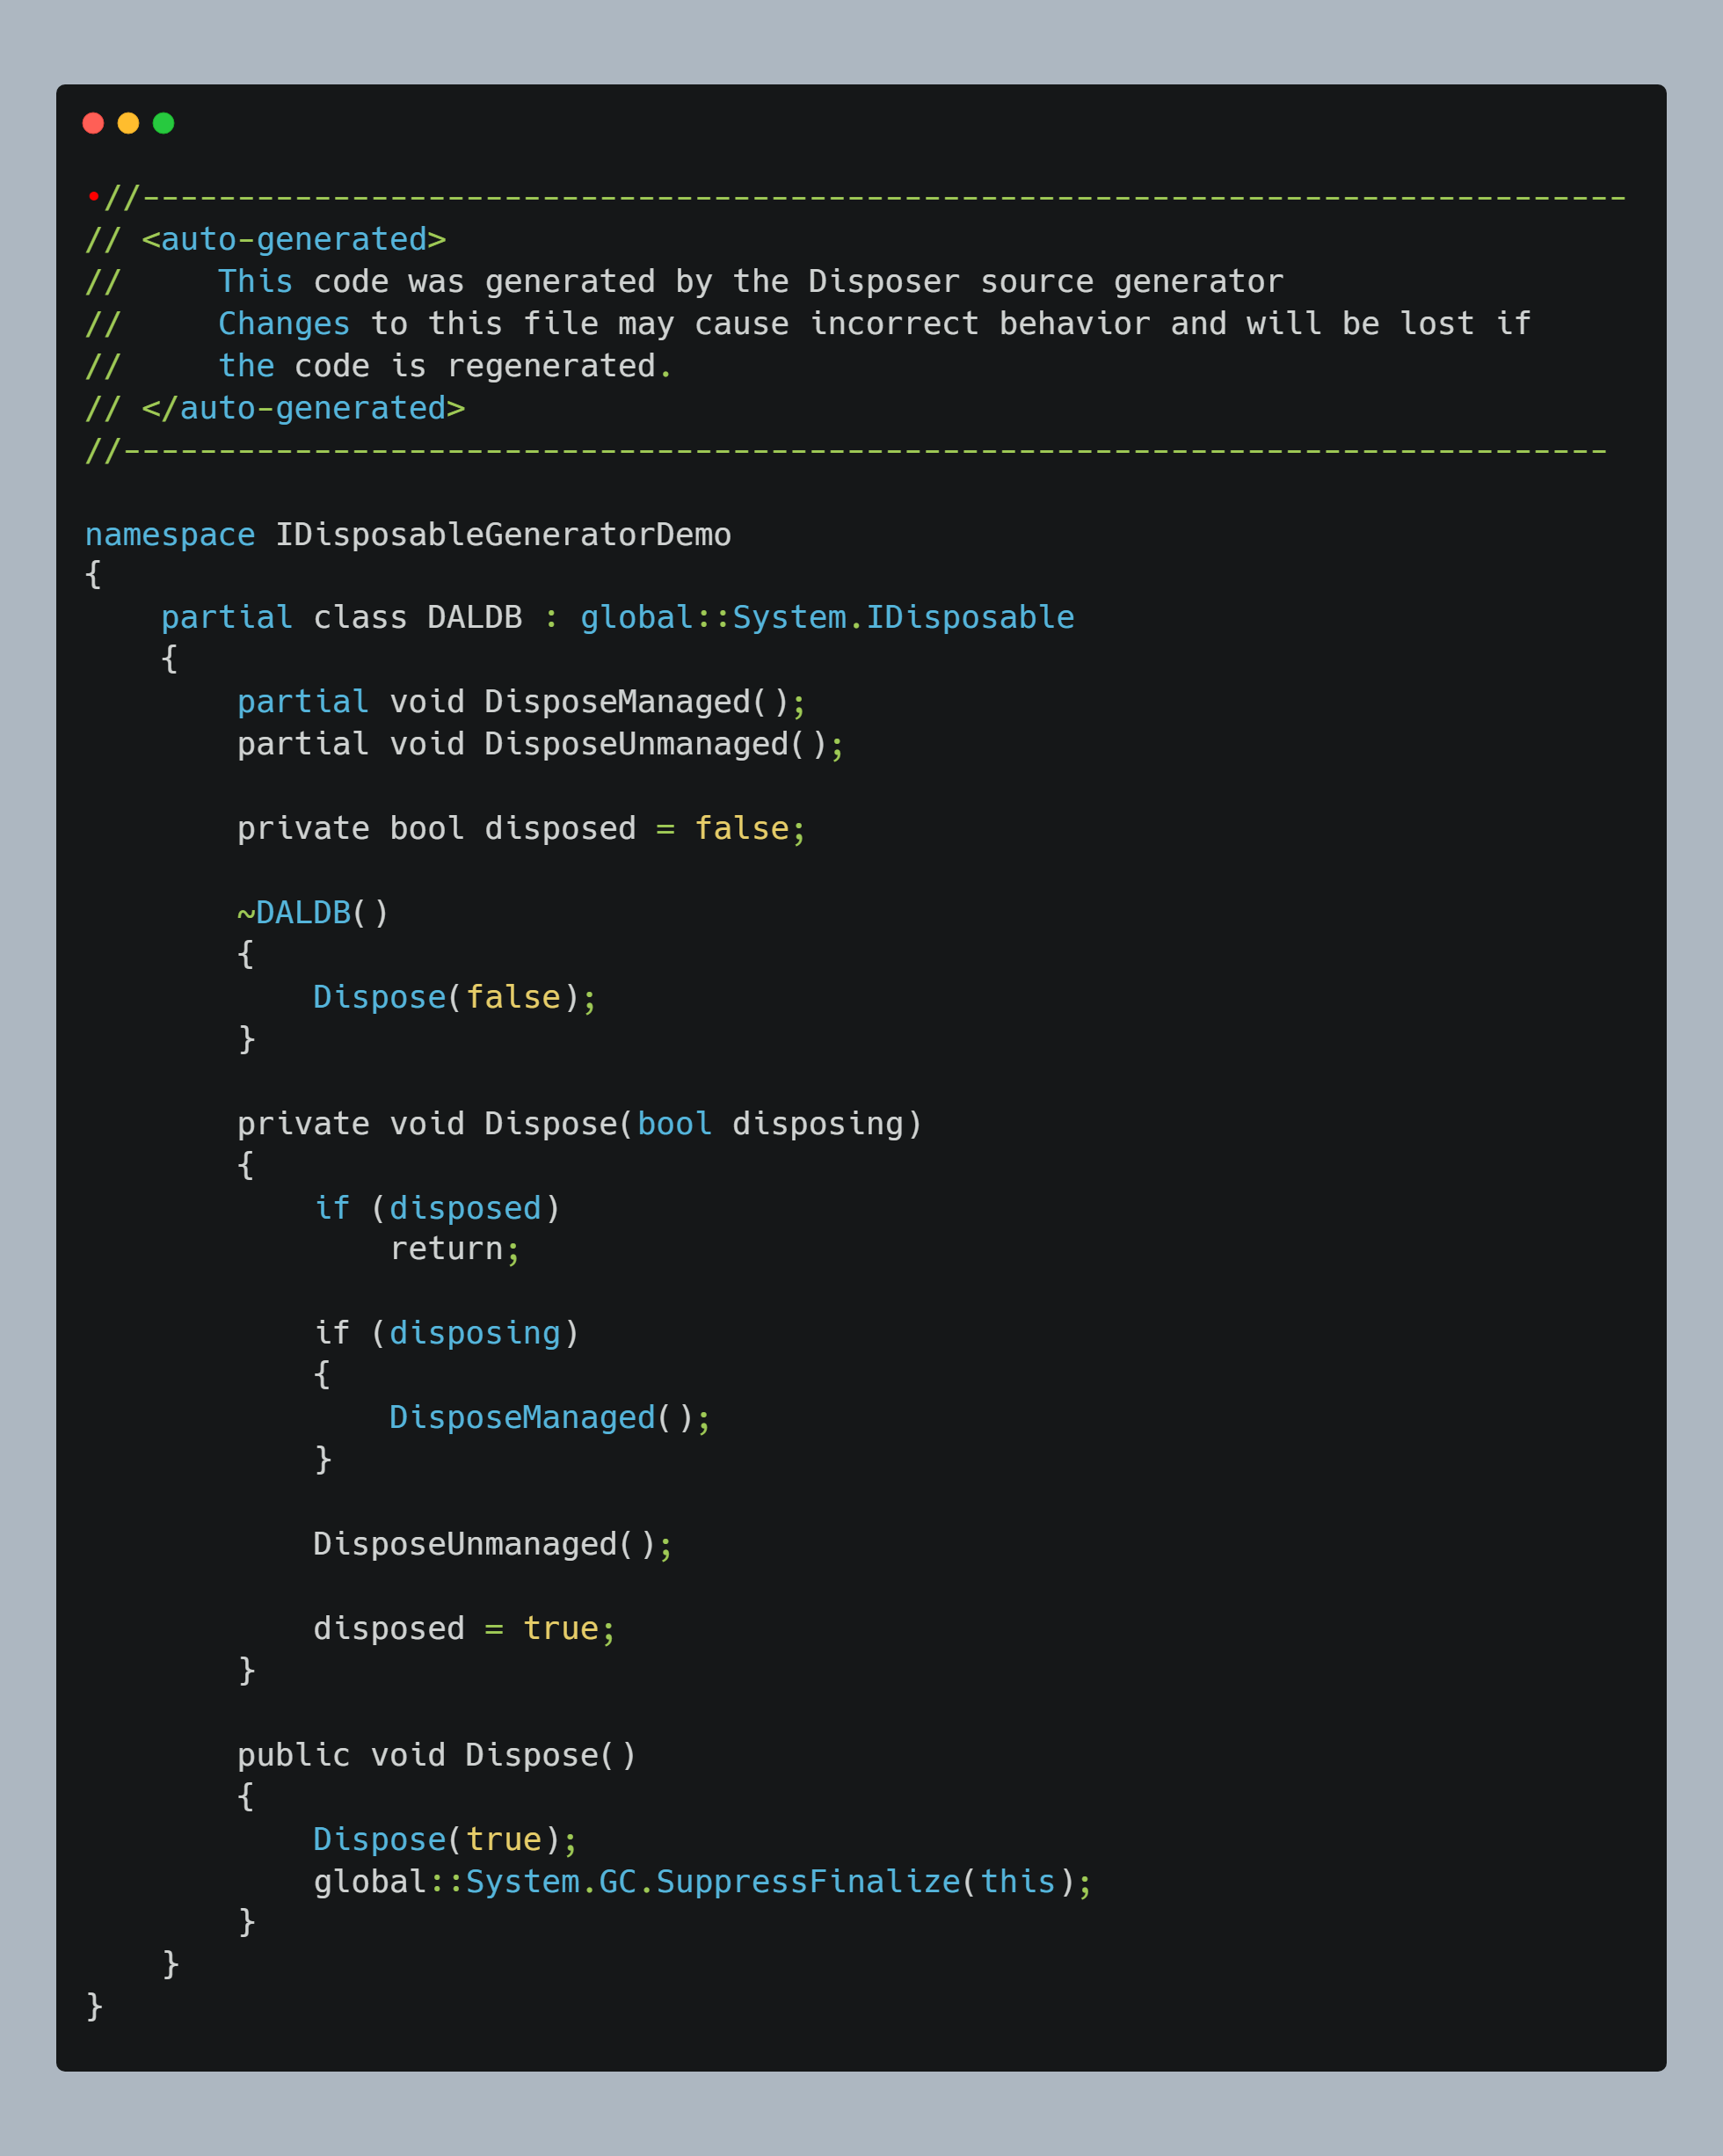 •//------------------------------------------------------------------------------
// <auto-generated>
//     This code was generated by the Disposer source generator
//     Changes to this file may cause incorrect behavior and will be lost if
//     the code is regenerated.
// </auto-generated>
//------------------------------------------------------------------------------

namespace IDisposableGeneratorDemo
{
    partial class DALDB : global::System.IDisposable
    {
        partial void DisposeManaged();
        partial void DisposeUnmanaged();

        private bool disposed = false;

        ~DALDB()
        {
            Dispose(false);
        }

        private void Dispose(bool disposing)
        {
            if (disposed)
                return;

            if (disposing)
            {
                DisposeManaged();
            }

            DisposeUnmanaged();

            disposed = true;
        }

        public void Dispose()
        {
            Dispose(true);
            global::System.GC.SuppressFinalize(this);
        }
    }
}